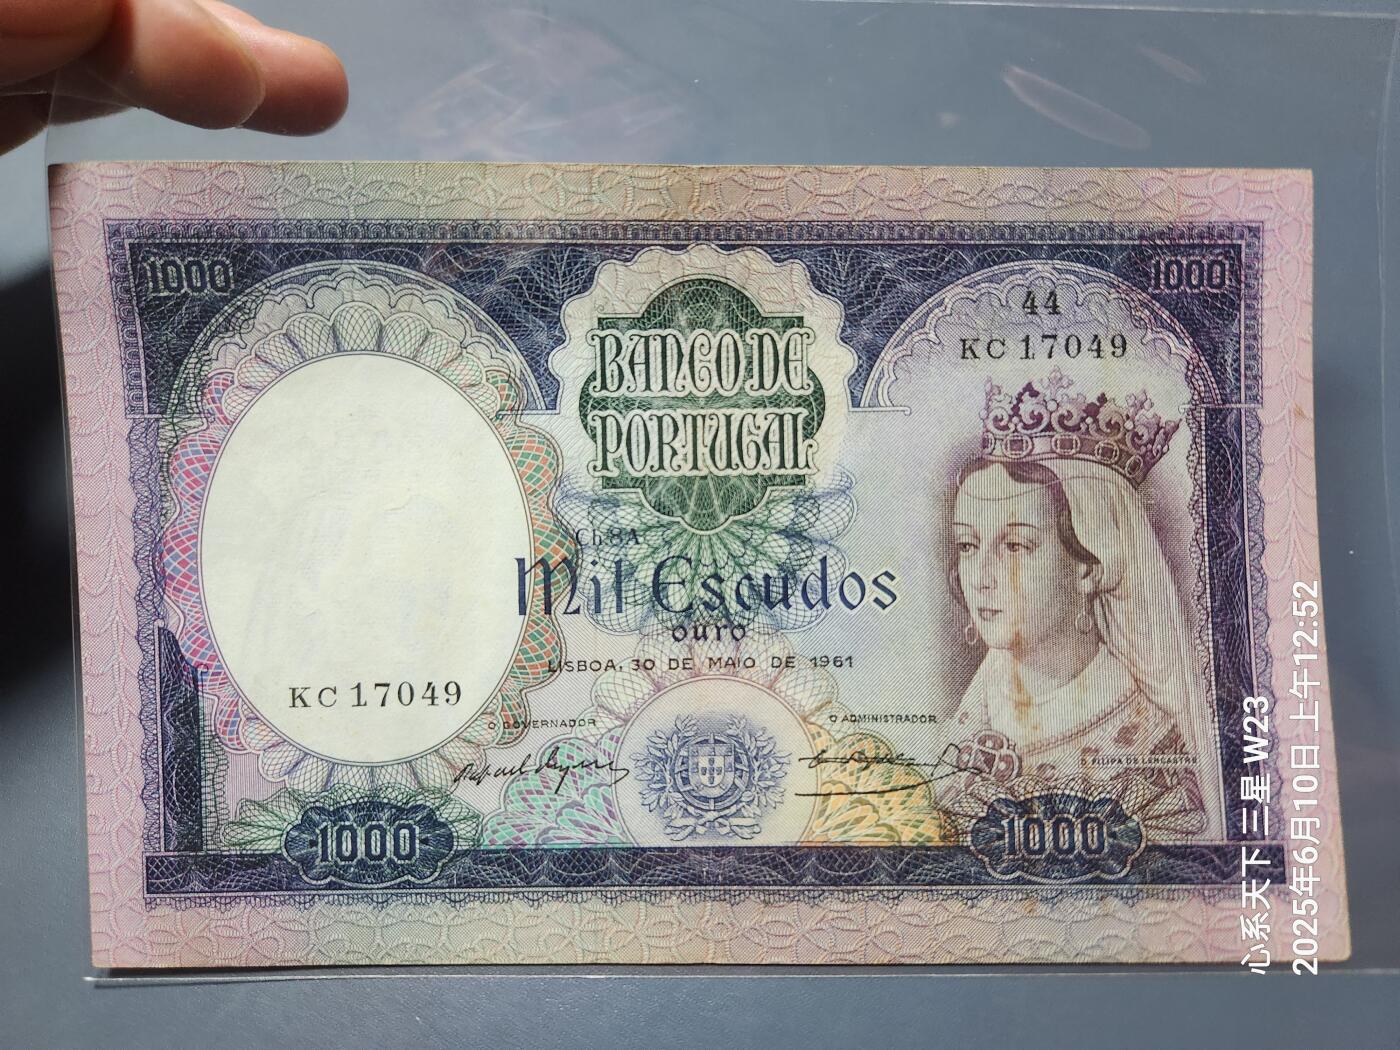 1000
1000
44
KC 17049
BANCO DE
PORTUGAL
Ch.8A
Mil Escudos
ouro
LISBOA, 30 DE MAIO DE 1961
KC 17049
O GOVERNADOR
O ADMINISTRADOR
D. FILIPA DE LENCASTRE
1000
1000
心系天下三星 W23
2025年6月10日 上午12:52